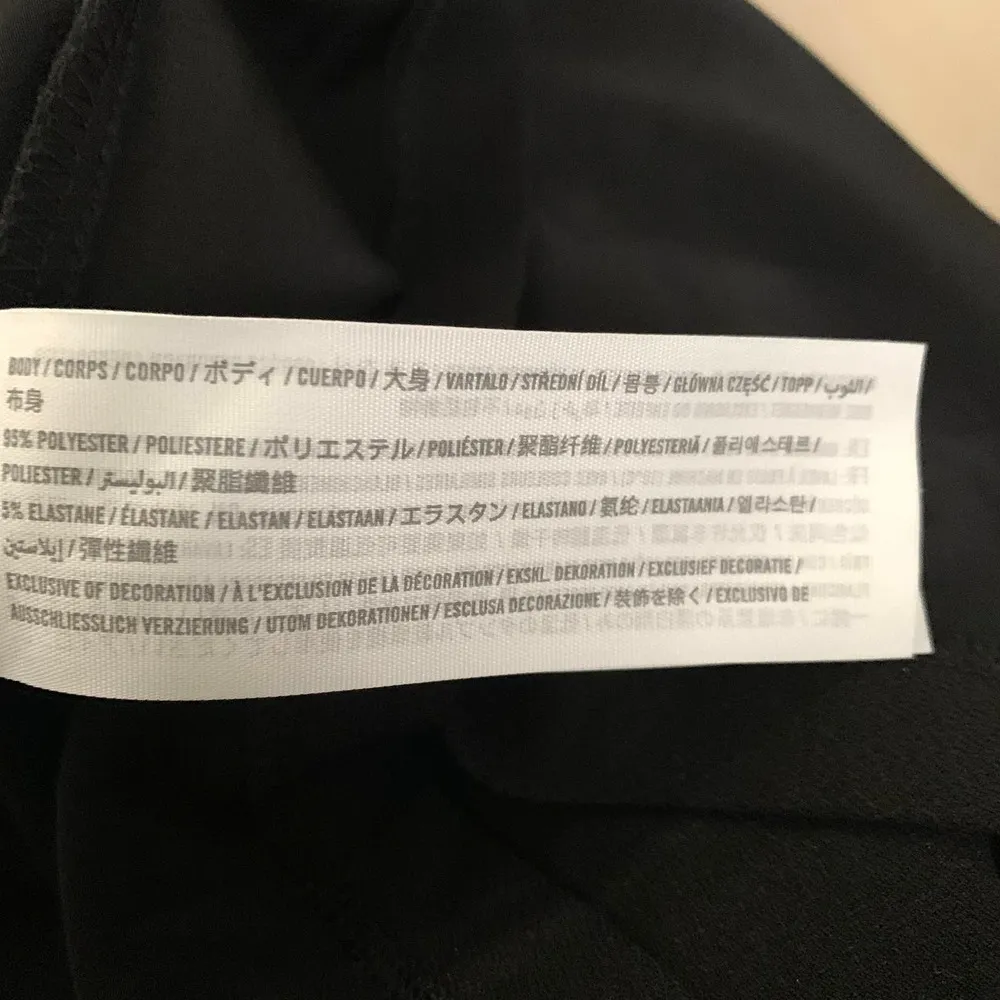 BODY / CORPS / CORPO / ボディ / CUERPO / 大身 / VARTALO / STŘEDNÍ DÍL / 몸통 / GŁÓWNA CZĘŚĆ / TOPP / الثوب /
布身
95% POLYESTER / POLIESTERE / ポリエステル / POLIÉSTER / 聚酯纤维 / POLYESTERIÄ / 폴리에스테르 /
POLIESTER / البوليستر / 聚脂纖維
5% ELASTANE / ÉLASTANE / ELASTAN / ELASTAAN / エラスタン / ELASTANO / 氨纶 / ELASTAANIA / 엘라스탄 /
إيلاستين / 彈性纖維
EXCLUSIVE OF DECORATION / À L'EXCLUSION DE LA DÉCORATION / EKSKL. DEKORATION / EXCLUSIEF DECORATIE /
AUSSCHLIESSLICH VERZIERUNG / UTOM DEKORATIONEN / ESCLUSA DECORAZIONE / 装飾を除く / EXCLUSIVO DE